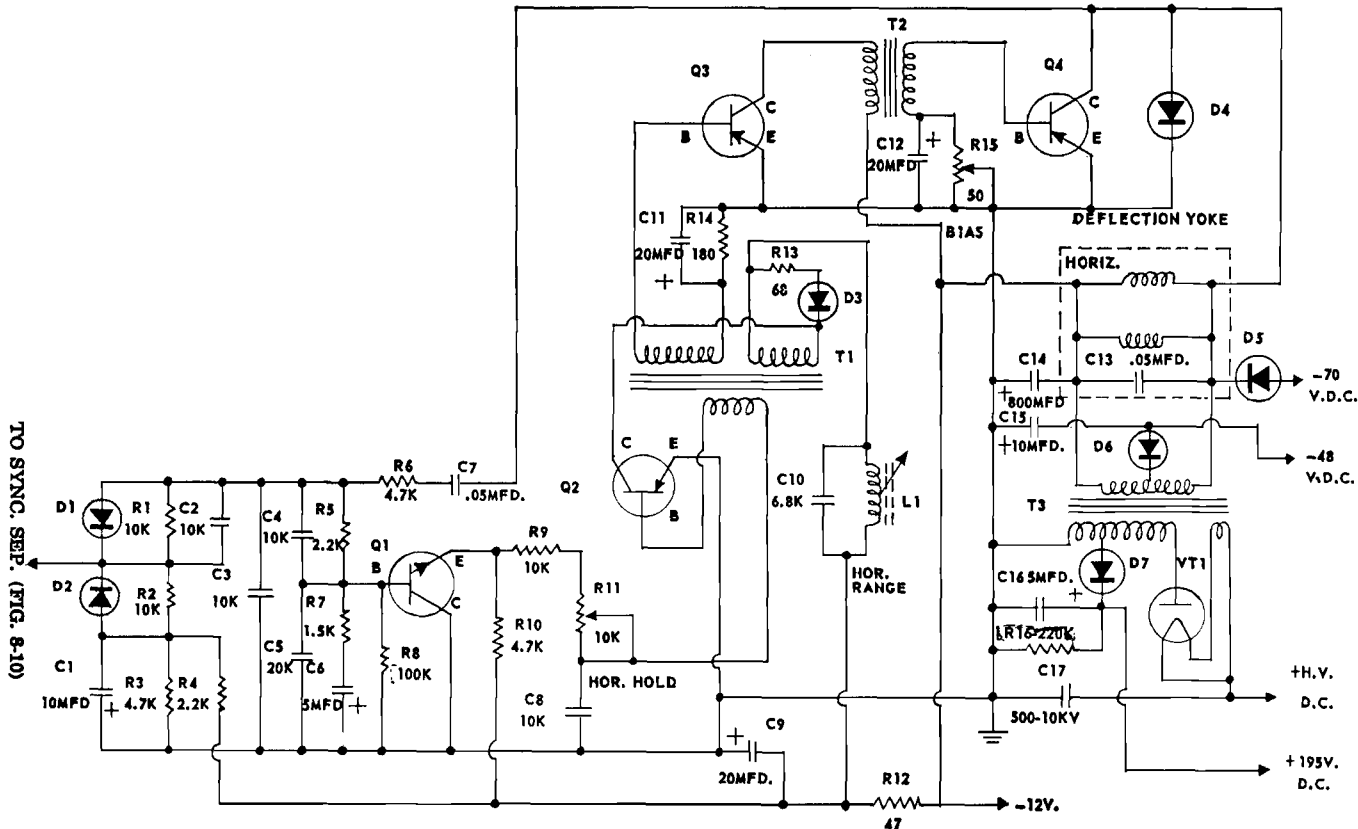 T2
Q3
Q4
C
C
D4
B
E
B
E
C12
20MFD
+
R15
50
C11
R14
20MFD
180
+
B1AS
DEFLECTION YOKE
R13
68
D3
HORIZ.
T1
C14
C13
.05MFD.
D5
+
800MFD
-70
V.D.C.
C15
+
10MFD.
D6
-48
V.D.C.
C
E
Q2
B
C10
6.8K
L1
T3
HOR.
RANGE
R6
4.7K
C7
.05MFD.
D1
R1
10K
C2
10K
C4
10K
R5
2.2K
Q1
B
E
C
R9
10K
D7
VT1
C16
5MFD.
+
R16-220K
TO SYNC. SEP. (FIG. 8-10)
D2
R2
10K
C3
10K
R7
1.5K
R11
10K
R10
4.7K
C1
10MFD
+
R3
4.7K
R4
2.2K
C5
20K
C6
5MFD
+
R8
100K
HOR. HOLD
C8
10K
C17
500-10KV
+H.V.
D.C.
+
C9
20MFD.
+195V.
D.C.
R12
47
-12V.